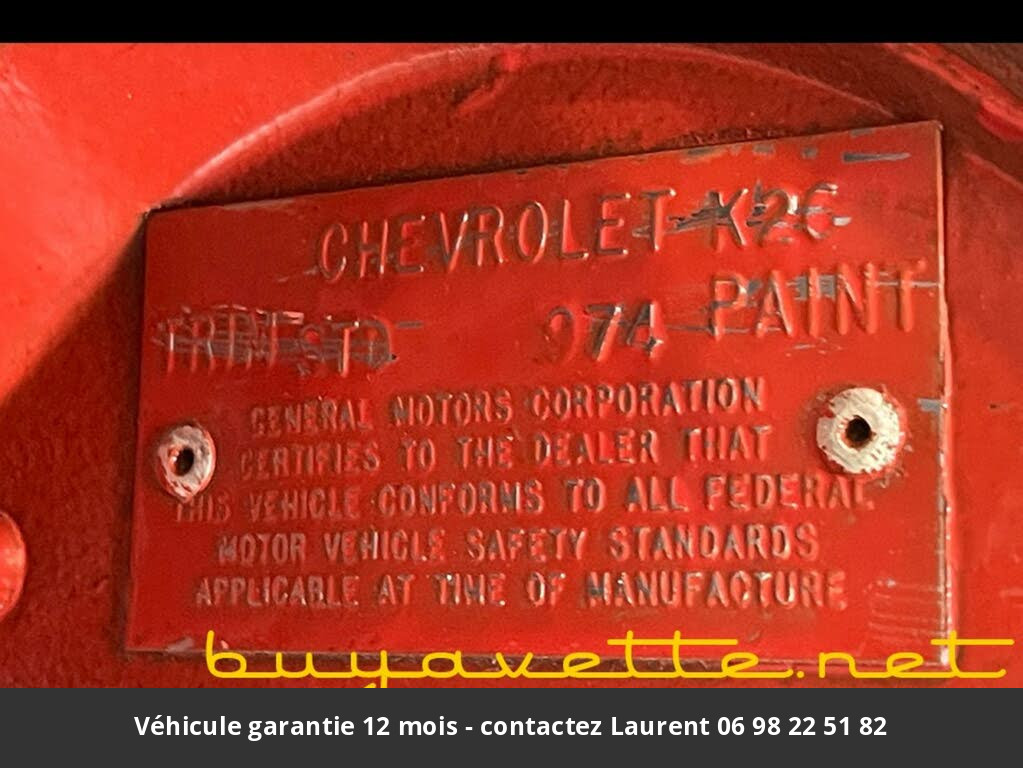 CHEVROLET K26
TRIM STD 974 PAINT
GENERAL MOTORS CORPORATION
CERTIFIES TO THE DEALER THAT
THIS VEHICLE CONFORMS TO ALL FEDERAL
MOTOR VEHICLE SAFETY STANDARDS
APPLICABLE AT TIME OF MANUFACTURE
buyavette.net
Véhicule garantie 12 mois - contactez Laurent 06 98 22 51 82